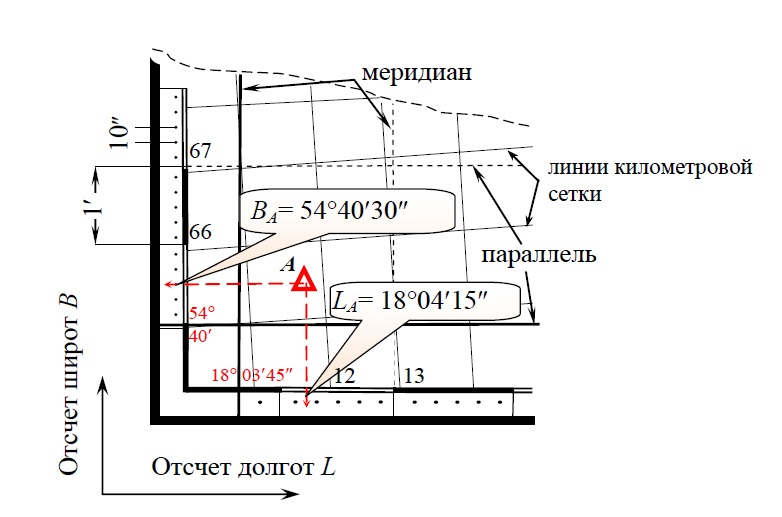 меридиан
10″
67
линии километровой
сетки
1′
B_A= 54°40′30″
66
параллель
A
L_A= 18°04′15″
54°
40′
18° 03′45″
12
13
Отсчет широт B
Отсчет долгот L